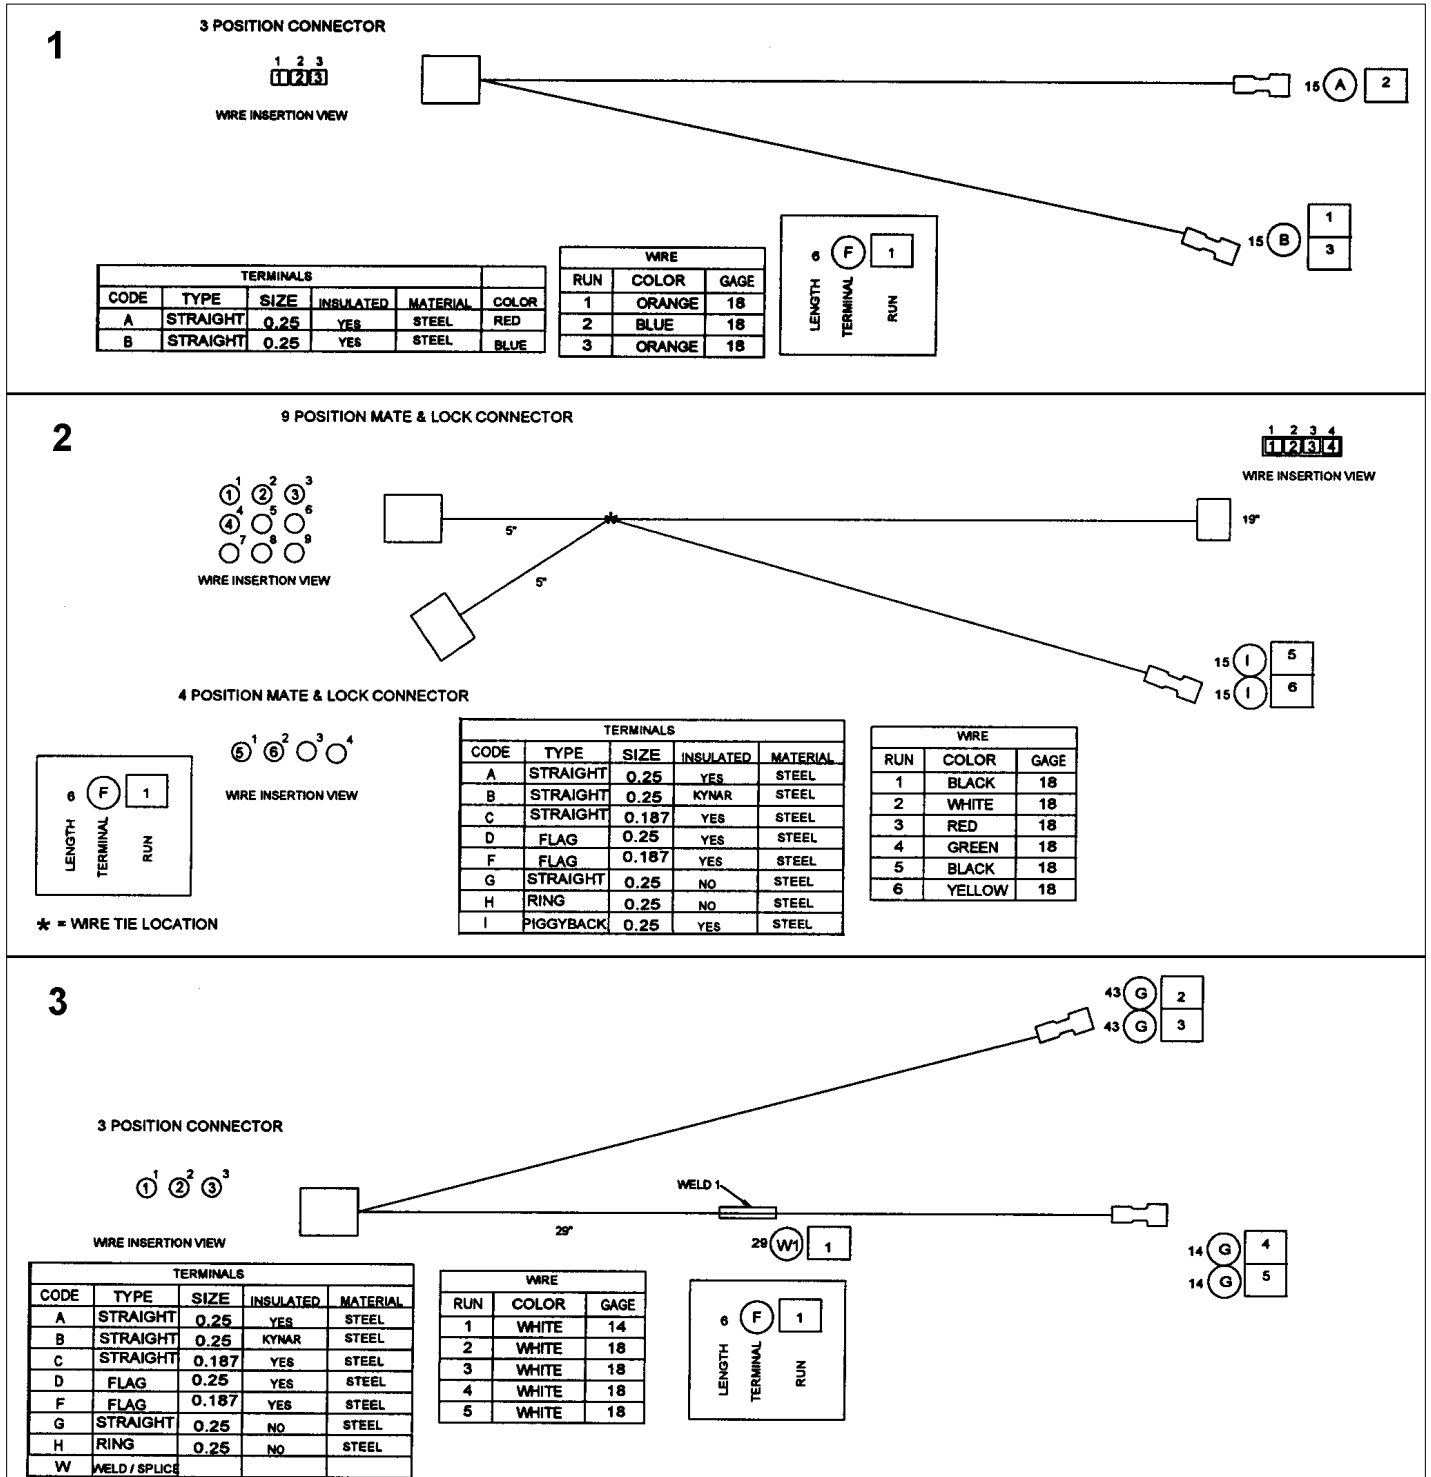 1
3 POSITION CONNECTOR
1 2 3
1 2 3
WIRE INSERTION VIEW
15 A 2
15 B 1
3
TERMINALS
CODE TYPE SIZE INSULATED MATERIAL COLOR
A STRAIGHT 0.25 YES STEEL RED
B STRAIGHT 0.25 YES STEEL BLUE
WIRE
RUN COLOR GAGE
1 ORANGE 18
2 BLUE 18
3 ORANGE 18
6 F 1
LENGTH
TERMINAL
RUN
2
9 POSITION MATE & LOCK CONNECTOR
1 2 3 4
1 2 3 4
WIRE INSERTION VIEW
1 1 2 2 3 3
4 4 5 6
7 8 9
WIRE INSERTION VIEW
5"
19"
5"
15 I 5
15 I 6
4 POSITION MATE & LOCK CONNECTOR
5 1 6 2 3 4
WIRE INSERTION VIEW
6 F 1
LENGTH
TERMINAL
RUN
* = WIRE TIE LOCATION
TERMINALS
CODE TYPE SIZE INSULATED MATERIAL
A STRAIGHT 0.25 YES STEEL
B STRAIGHT 0.25 KYNAR STEEL
C STRAIGHT 0.187 YES STEEL
D FLAG 0.25 YES STEEL
F FLAG 0.187 YES STEEL
G STRAIGHT 0.25 NO STEEL
H RING 0.25 NO STEEL
I PIGGYBACK 0.25 YES STEEL
WIRE
RUN COLOR GAGE
1 BLACK 18
2 WHITE 18
3 RED 18
4 GREEN 18
5 BLACK 18
6 YELLOW 18
3
43 G 2
43 G 3
3 POSITION CONNECTOR
1 1 2 2 3 3
WIRE INSERTION VIEW
WELD 1
29"
29 W1 1
14 G 4
14 G 5
TERMINALS
CODE TYPE SIZE INSULATED MATERIAL
A STRAIGHT 0.25 YES STEEL
B STRAIGHT 0.25 KYNAR STEEL
C STRAIGHT 0.187 YES STEEL
D FLAG 0.25 YES STEEL
F FLAG 0.187 YES STEEL
G STRAIGHT 0.25 NO STEEL
H RING 0.25 NO STEEL
W WELD / SPLICE
WIRE
RUN COLOR GAGE
1 WHITE 14
2 WHITE 18
3 WHITE 18
4 WHITE 18
5 WHITE 18
6 F 1
LENGTH
TERMINAL
RUN